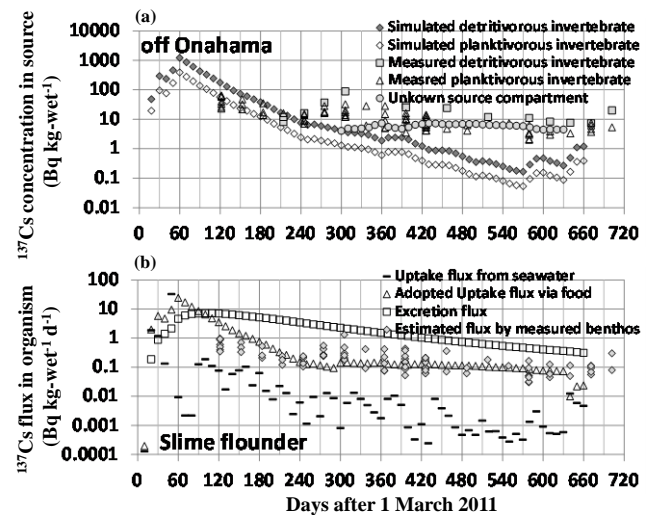 (a)
10000
1000
100
10
1
0.1
0.01
off Onahama
Simulated detritivorous invertebrate
Simulated planktivorous invertebrate
Measured detritivorous invertebrate
Measred planktivorous invertebrate
Unkown source compartment
137Cs concentration in source
(Bq kg-wet-1)
0 60 120 180 240 300 360 420 480 540 600 660 720
(b)
100
10
1
0.1
0.01
0.001
0.0001
Uptake flux from seawater
Adopted Uptake flux via food
Excretion flux
Estimated flux by measured benthos
Slime flounder
137Cs flux in organism
(Bq kg-wet-1 d-1)
0 60 120 180 240 300 360 420 480 540 600 660 720
Days after 1 March 2011